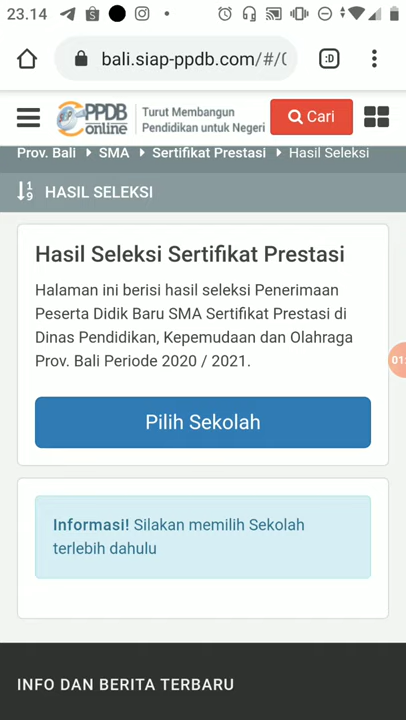 23.14
:D
bali.siap-ppdb.com/#/0
PPDB online
Turut Membangun
Pendidikan untuk Negeri
Cari
Prov. Bali SMA Sertifikat Prestasi Hasil Seleksi
HASIL SELEKSI
Hasil Seleksi Sertifikat Prestasi
Halaman ini berisi hasil seleksi Penerimaan
Peserta Didik Baru SMA Sertifikat Prestasi di
Dinas Pendidikan, Kepemudaan dan Olahraga
Prov. Bali Periode 2020 / 2021.
01:
Pilih Sekolah
Informasi! Silakan memilih Sekolah
terlebih dahulu
INFO DAN BERITA TERBARU